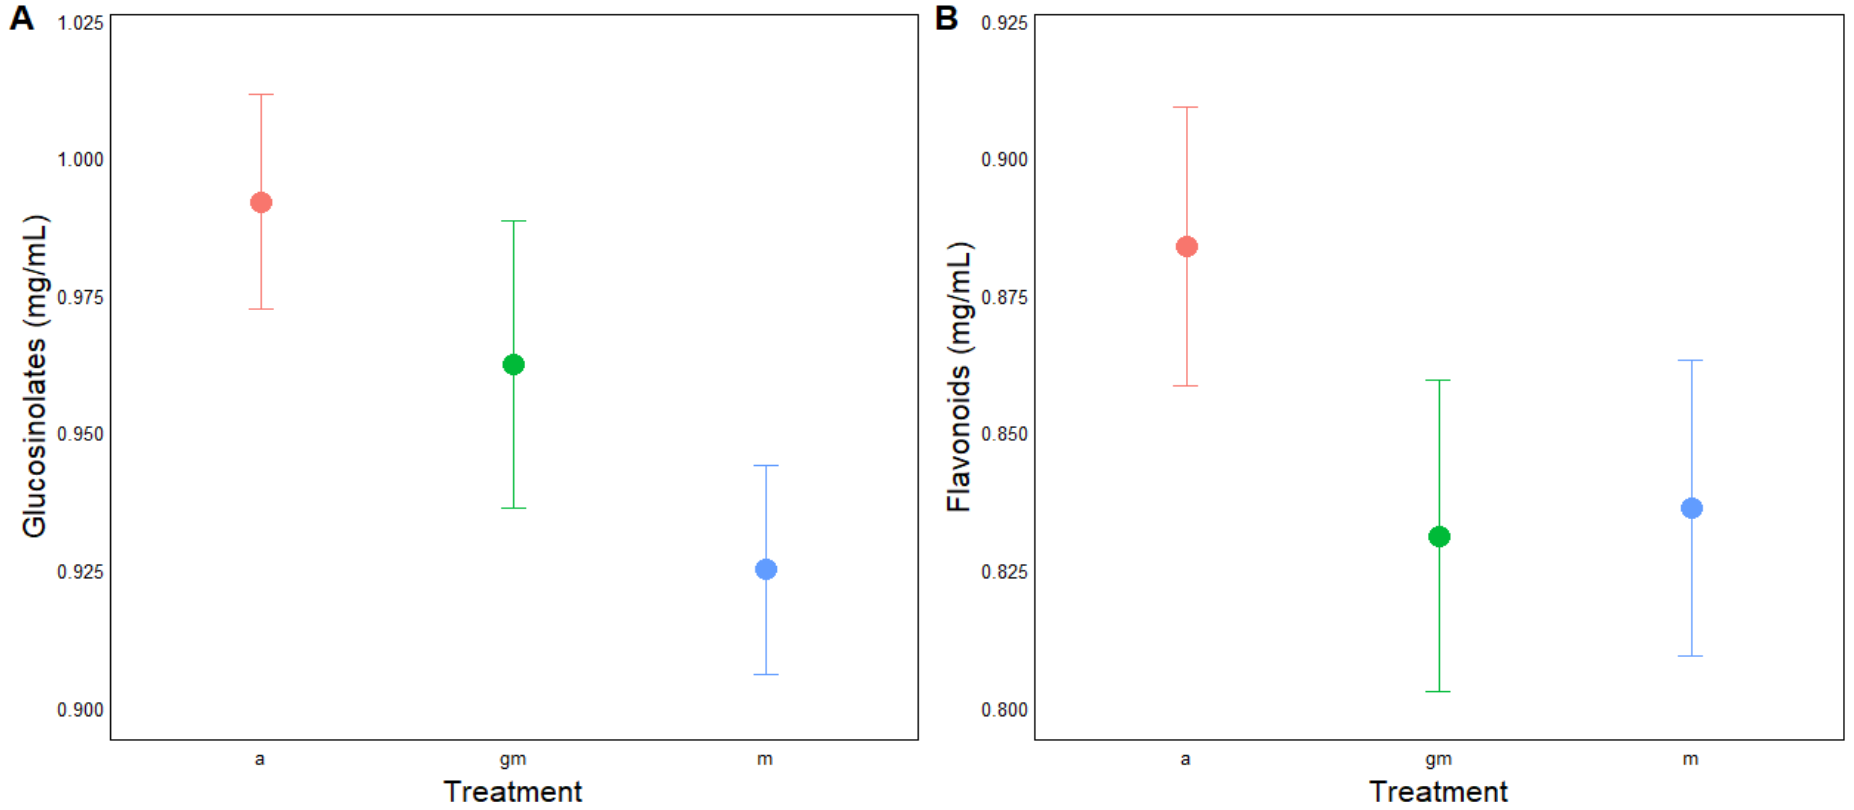 A
Glucosinolates (mg/mL)
1.025
1.000
0.975
0.950
0.925
0.900
a gm m
Treatment
B
Flavonoids (mg/mL)
0.925
0.900
0.875
0.850
0.825
0.800
a gm m
Treatment